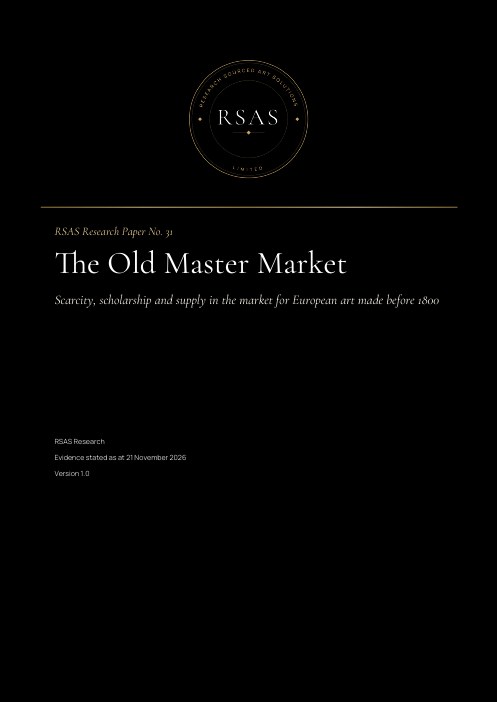 RESEARCH SOURCED ART SOLUTIONS
RSAS
LIMITED
RSAS Research Paper No. 31
The Old Master Market
Scarcity, scholarship and supply in the market for European art made before 1800
RSAS Research
Evidence stated as at 21 November 2026
Version 1.0